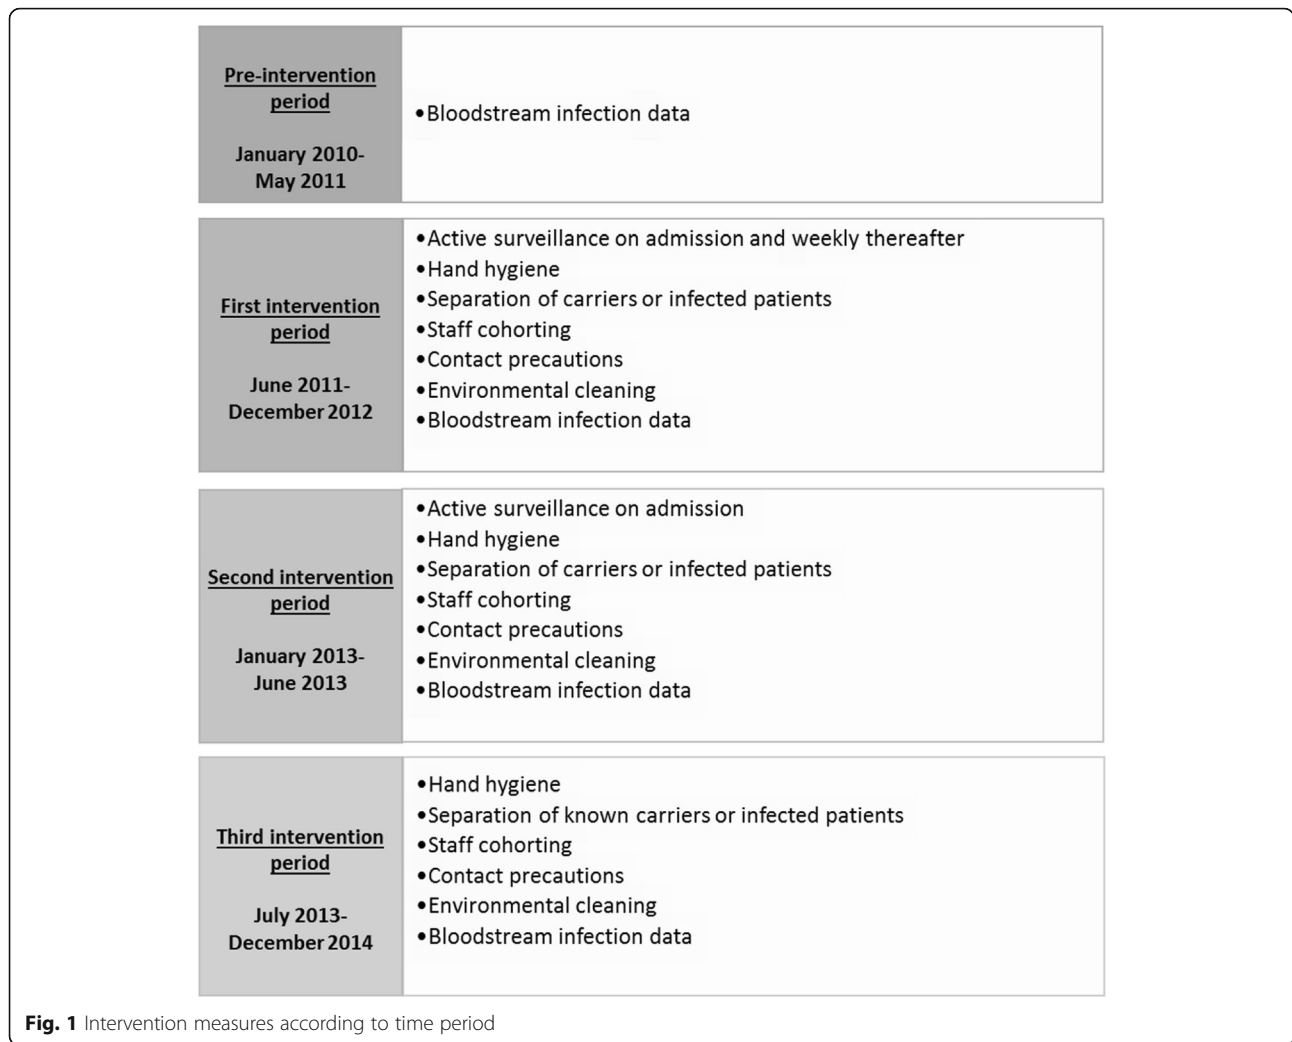 Pre-intervention
period
January 2010-
May 2011
•Bloodstream infection data
First intervention
period
June 2011-
December 2012
•Active surveillance on admission and weekly thereafter
•Hand hygiene
•Separation of carriers or infected patients
•Staff cohorting
•Contact precautions
•Environmental cleaning
•Bloodstream infection data
Second intervention
period
January 2013-
June 2013
•Active surveillance on admission
•Hand hygiene
•Separation of carriers or infected patients
•Staff cohorting
•Contact precautions
•Environmental cleaning
•Bloodstream infection data
Third intervention
period
July 2013-
December 2014
•Hand hygiene
•Separation of known carriers or infected patients
•Staff cohorting
•Contact precautions
•Environmental cleaning
•Bloodstream infection data
Fig. 1 Intervention measures according to time period